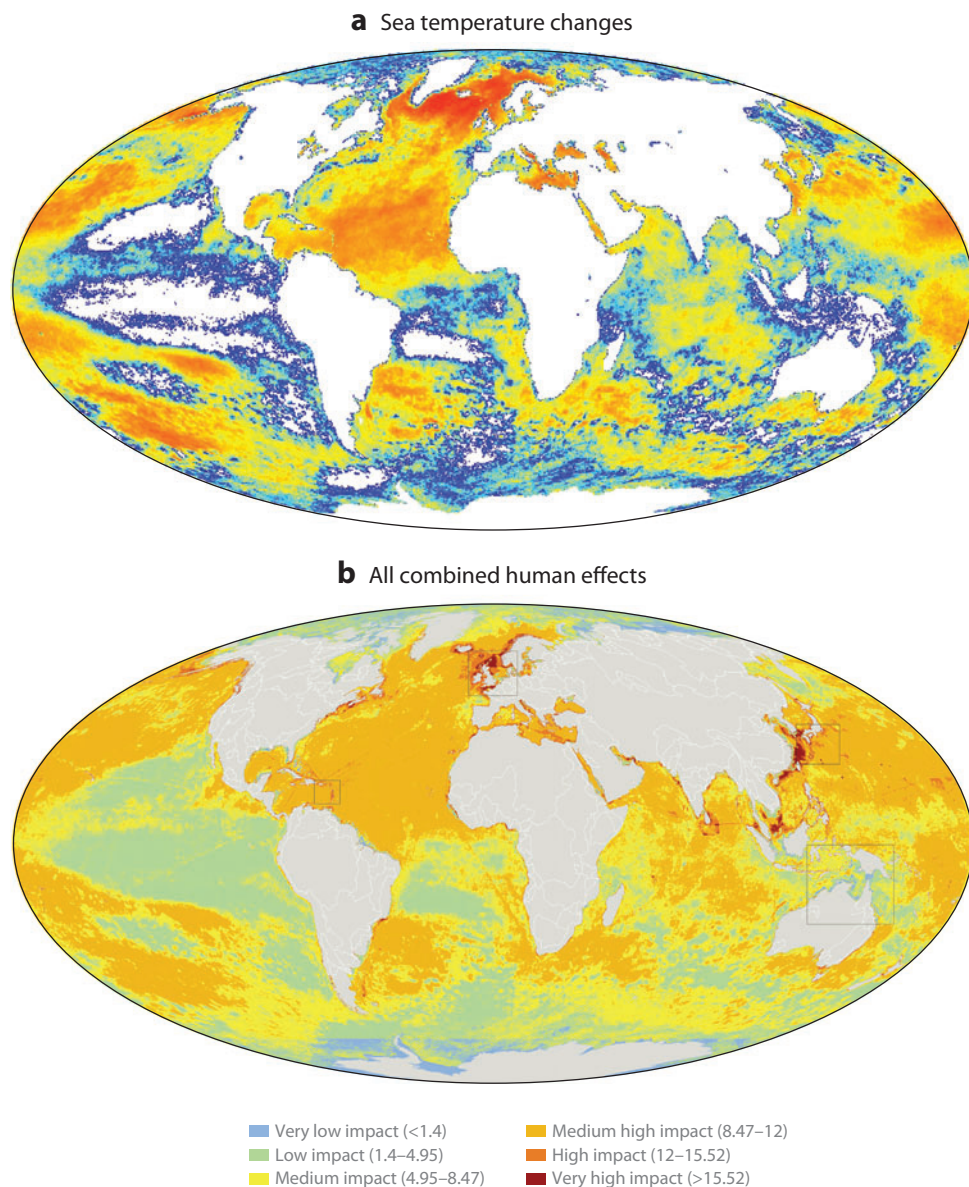 a Sea temperature changes
b All combined human effects
Very low impact (<1.4)
Low impact (1.4–4.95)
Medium impact (4.95–8.47)
Medium high impact (8.47–12)
High impact (12–15.52)
Very high impact (>15.52)